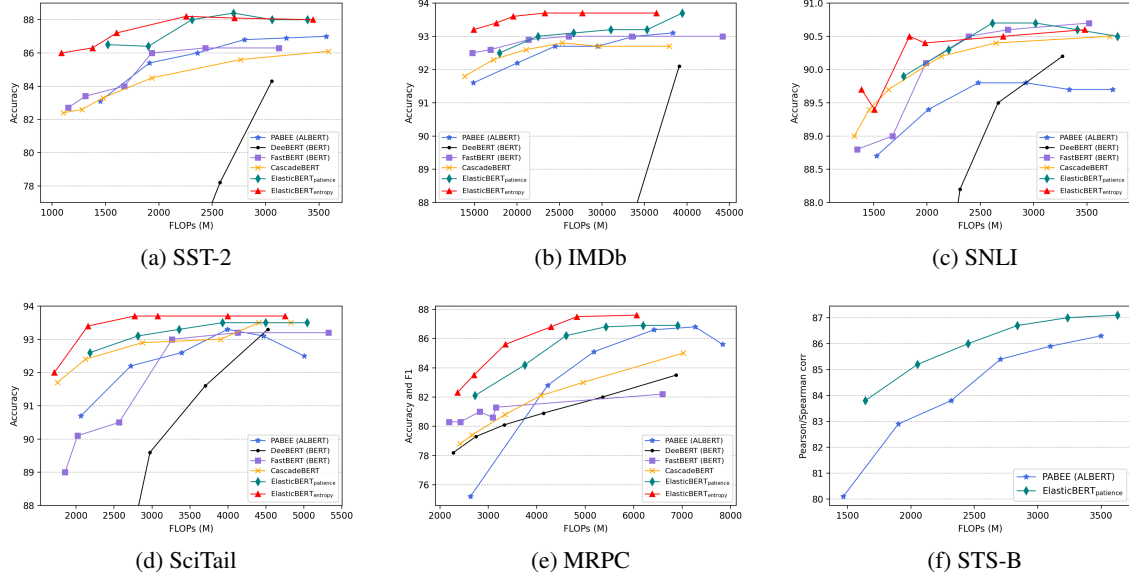 88
86
84
82
80
78
Accuracy
1000 1500 2000 2500 3000 3500
FLOPs (M)
PABEE (ALBERT)
DeeBERT (BERT)
FastBERT (BERT)
CascadeBERT
ElasticBERTpatience
ElasticBERTentropy
(a) SST-2
94
93
92
91
90
89
88
Accuracy
15000 20000 25000 30000 35000 40000 45000
FLOPs (M)
PABEE (ALBERT)
DeeBERT (BERT)
FastBERT (BERT)
CascadeBERT
ElasticBERTpatience
ElasticBERTentropy
(b) IMDb
91.0
90.5
90.0
89.5
89.0
88.5
88.0
Accuracy
1500 2000 2500 3000 3500
FLOPs (M)
PABEE (ALBERT)
DeeBERT (BERT)
FastBERT (BERT)
CascadeBERT
ElasticBERTpatience
ElasticBERTentropy
(c) SNLI
94
93
92
91
90
89
88
Accuracy
2000 2500 3000 3500 4000 4500 5000 5500
FLOPs (M)
PABEE (ALBERT)
DeeBERT (BERT)
FastBERT (BERT)
CascadeBERT
ElasticBERTpatience
ElasticBERTentropy
(d) SciTail
88
86
84
82
80
78
76
Accuracy and F1
2000 3000 4000 5000 6000 7000 8000
FLOPs (M)
PABEE (ALBERT)
DeeBERT (BERT)
FastBERT (BERT)
CascadeBERT
ElasticBERTpatience
ElasticBERTentropy
(e) MRPC
87
86
85
84
83
82
81
80
Pearson/Spearman corr
1500 2000 2500 3000 3500
FLOPs (M)
PABEE (ALBERT)
ElasticBERTpatience
(f) STS-B